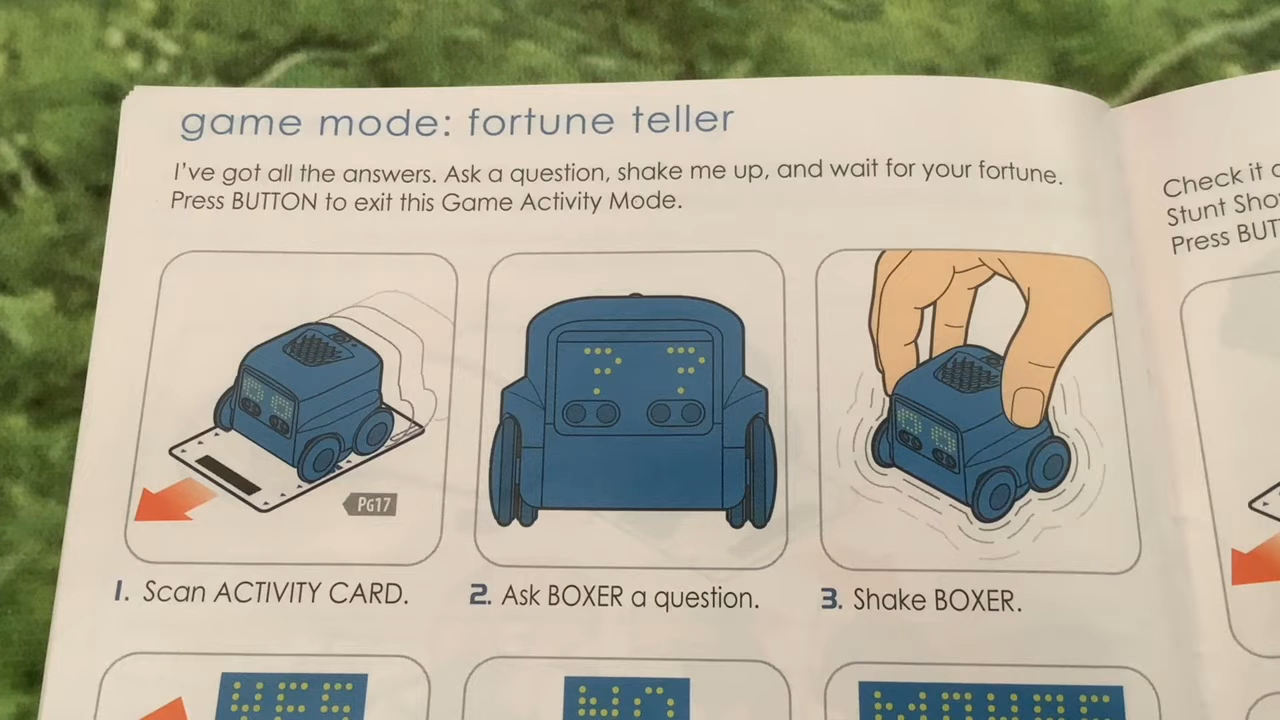 game mode: fortune teller
I've got all the answers. Ask a question, shake me up, and wait for your fortune.
Press BUTTON to exit this Game Activity Mode.
Check it
Stunt
Press
PG17
1. Scan ACTIVITY CARD.
2. Ask BOXER a question.
3. Shake BOXER.
YES
NO